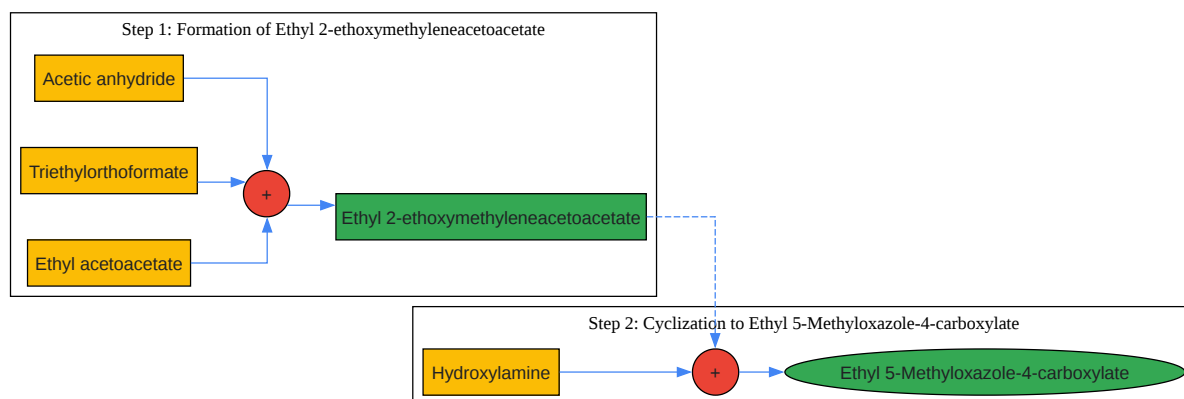 Step 1: Formation of Ethyl 2-ethoxymethyleneacetoacetate
Acetic anhydride
Triethylorthoformate
+
Ethyl 2-ethoxymethyleneacetoacetate
Ethyl acetoacetate
Step 2: Cyclization to Ethyl 5-Methyloxazole-4-carboxylate
Hydroxylamine
+
Ethyl 5-Methyloxazole-4-carboxylate